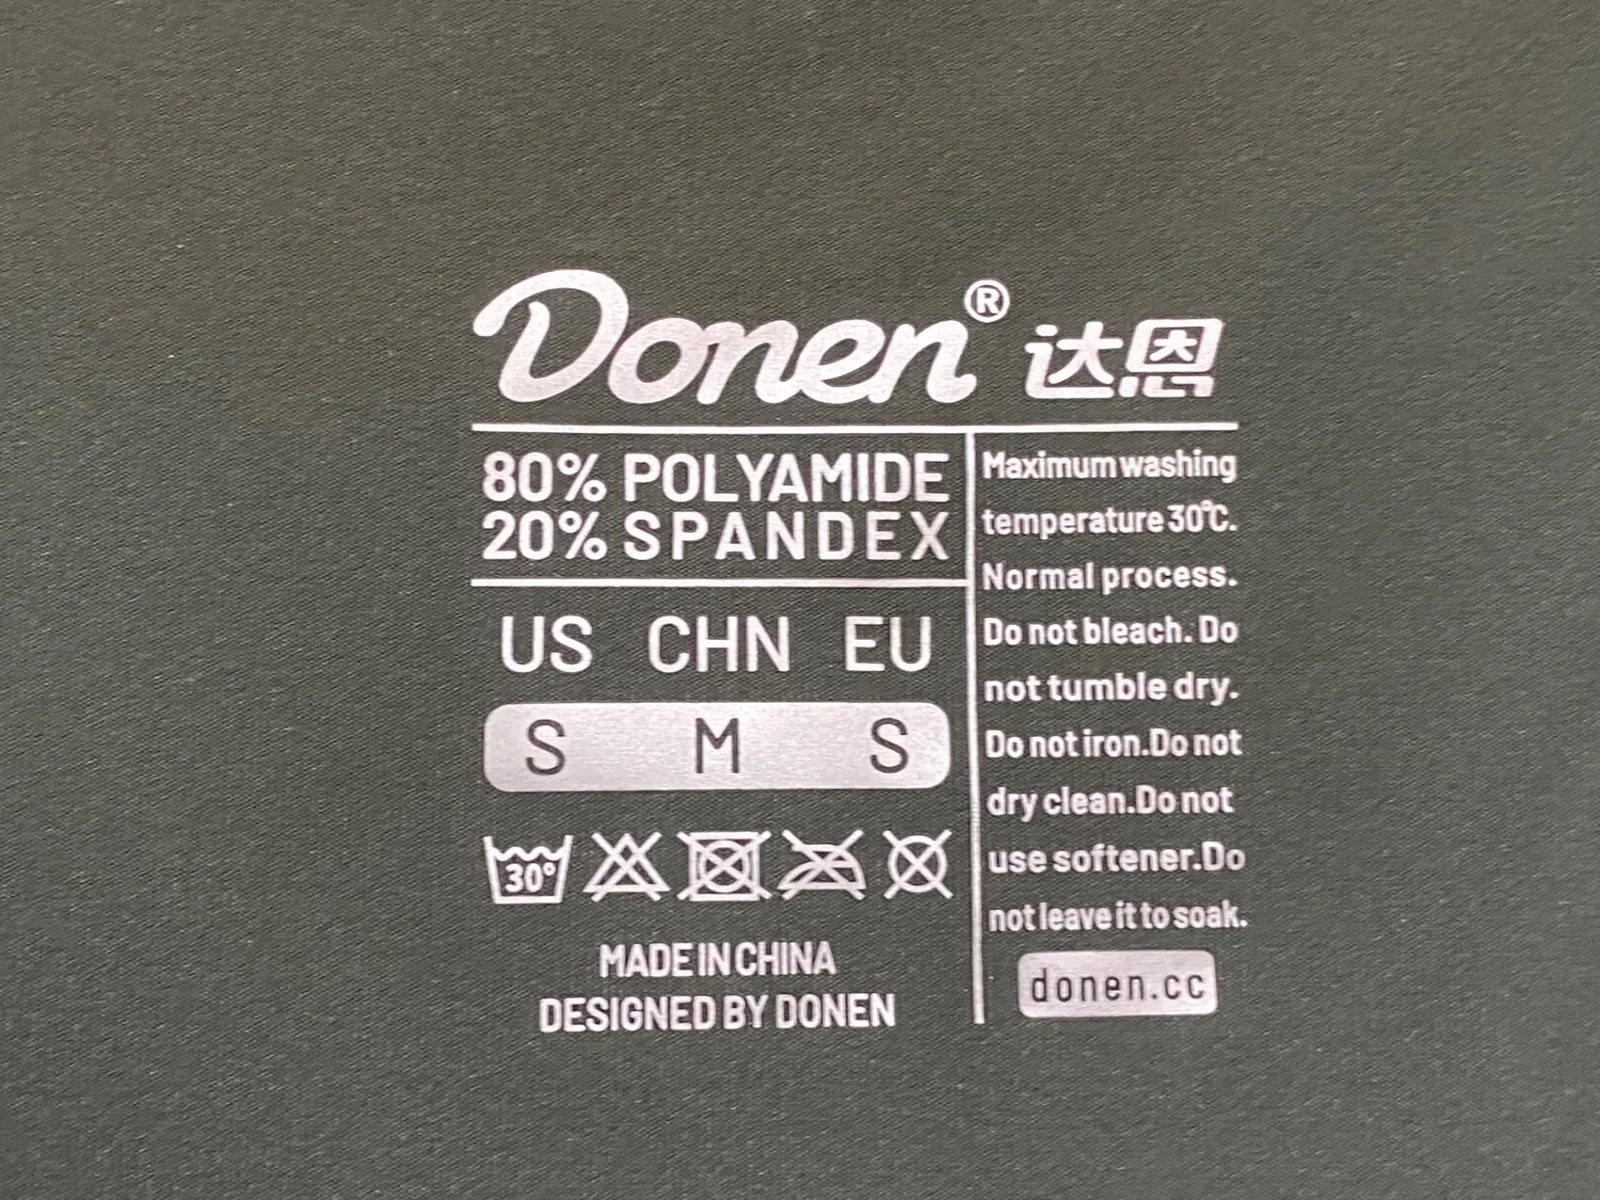 Donen® 达恩
80% POLYAMIDE
20% SPANDEX
US CHN EU
S M S
30°
MADE IN CHINA
DESIGNED BY DONEN
Maximum washing
temperature 30℃.
Normal process.
Do not bleach. Do
not tumble dry.
Do not iron.Do not
dry clean.Do not
use softener.Do
not leave it to soak.
donen.cc